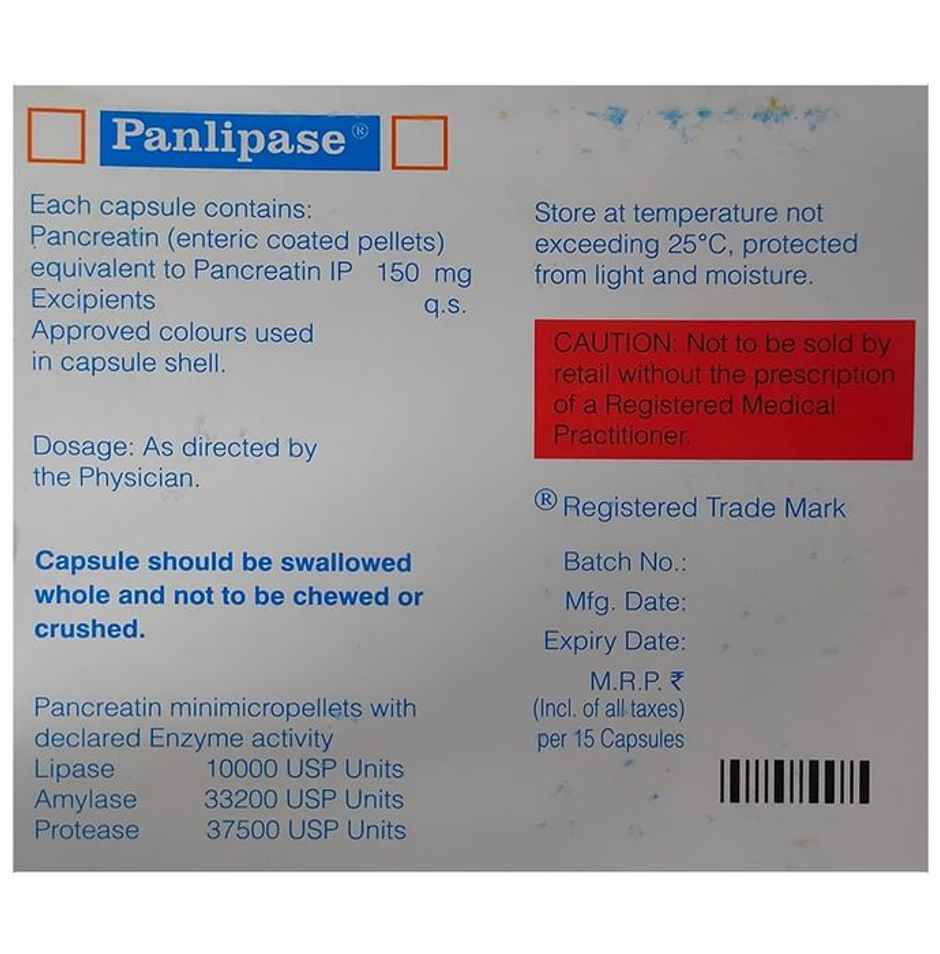 Panlipase®
Each capsule contains:
Pancreatin (enteric coated pellets)
equivalent to Pancreatin IP 150 mg
Excipients q.s.
Approved colours used
in capsule shell.
Dosage: As directed by
the Physician.
Capsule should be swallowed
whole and not to be chewed or
crushed.
Pancreatin minimicropellets with
declared Enzyme activity
Lipase 10000 USP Units
Amylase 33200 USP Units
Protease 37500 USP Units
Store at temperature not
exceeding 25°C, protected
from light and moisture.
CAUTION: Not to be sold by
retail without the prescription
of a Registered Medical
Practitioner.
® Registered Trade Mark
Batch No.:
Mfg. Date:
Expiry Date:
M.R.P. ₹
(Incl. of all taxes)
per 15 Capsules